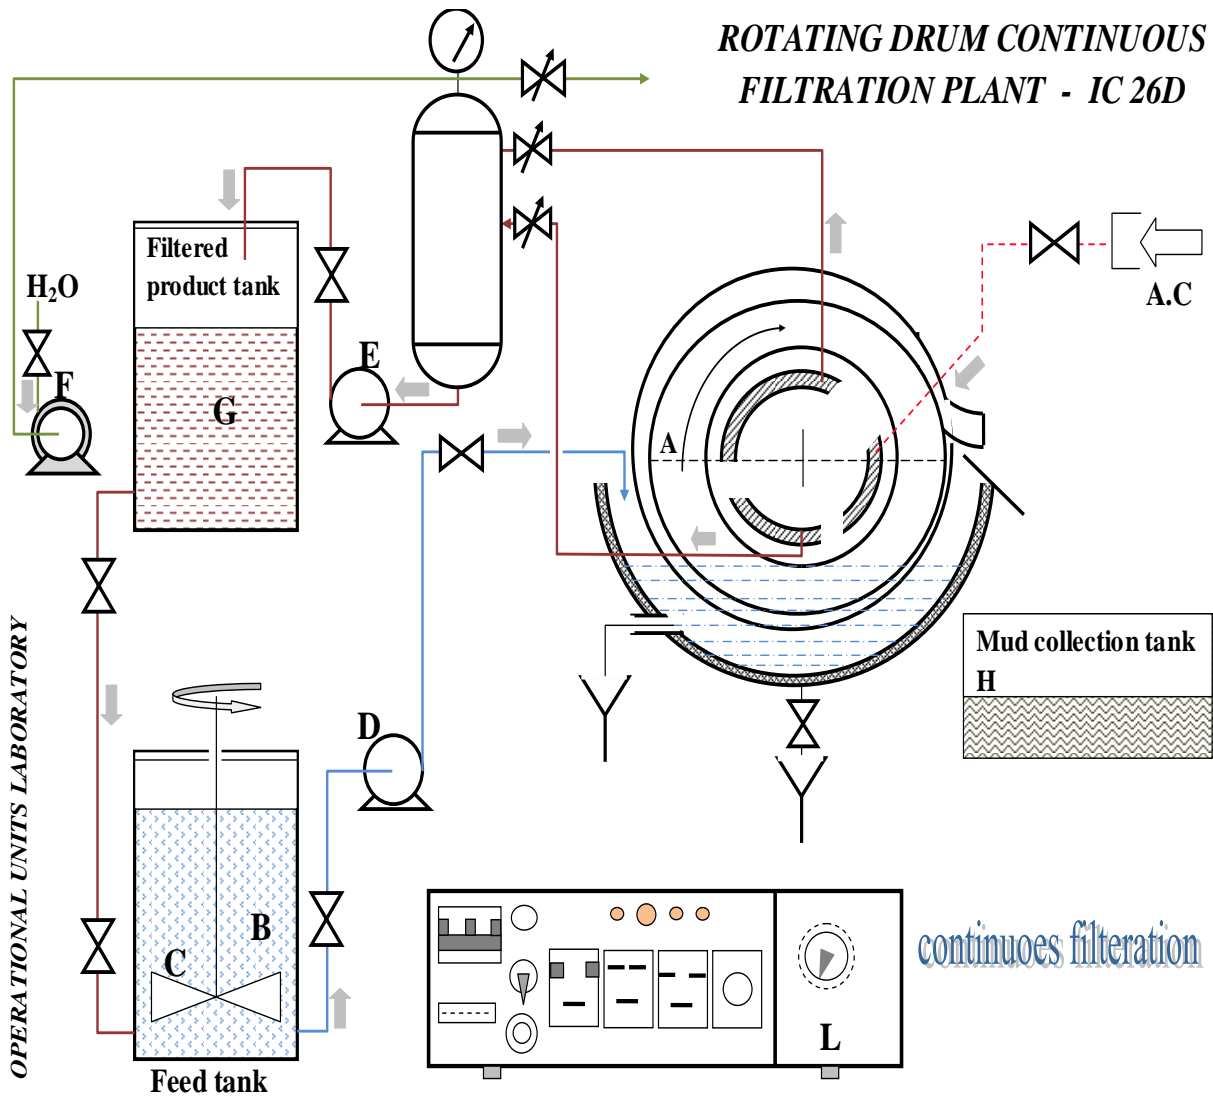 ROTATING DRUM CONTINUOUS
FILTRATION PLANT - IC 26D
Filtered
product tank
H₂O
A.C
F
E
G
A
Mud collection tank
H
D
OPERATIONAL UNITS LABORATORY
B
C
continuoes filteration
L
Feed tank